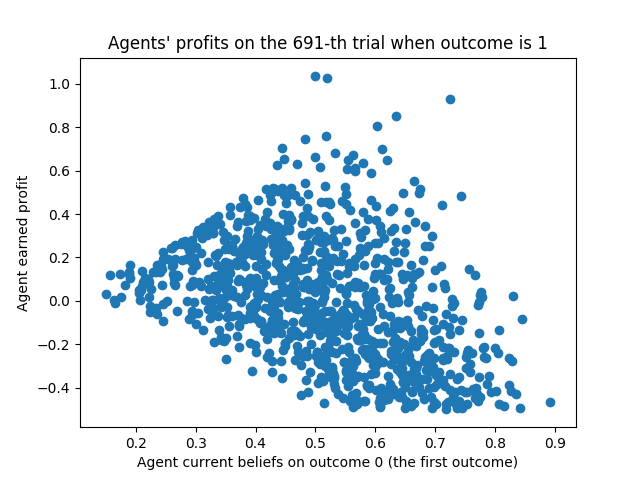 Agents' profits on the 691-th trial when outcome is 1
Agent earned profit
1.0
0.8
0.6
0.4
0.2
0.0
−0.2
−0.4
0.2 0.3 0.4 0.5 0.6 0.7 0.8 0.9
Agent current beliefs on outcome 0 (the first outcome)